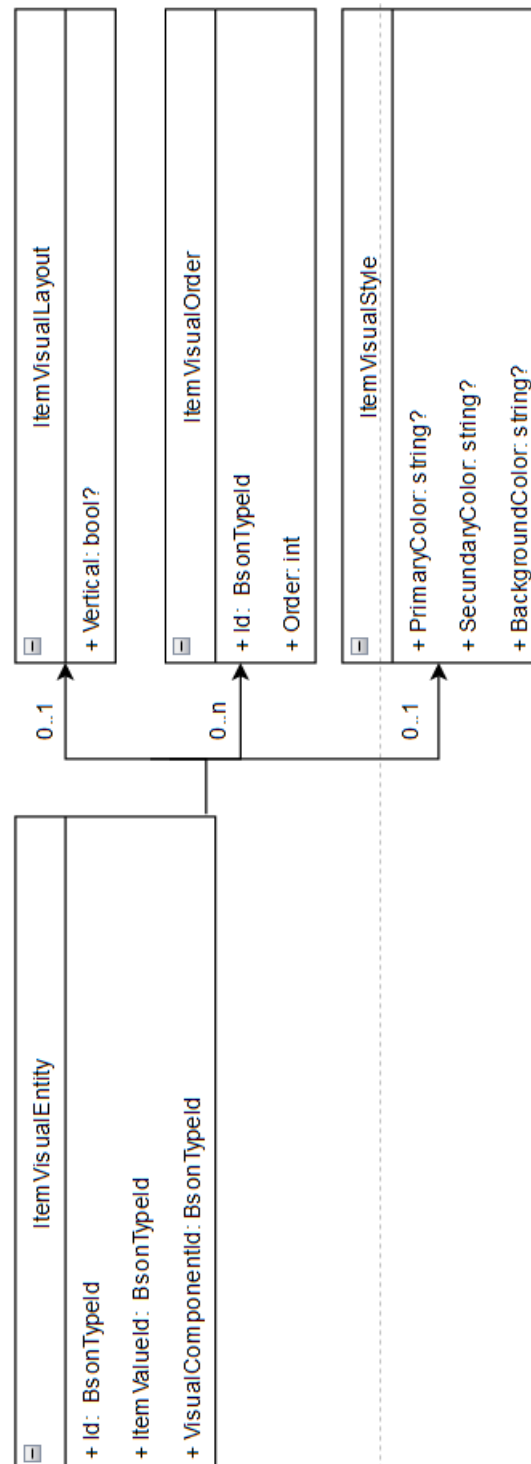 ItemVisualEntity
+ Id: BsonTypeId
+ ItemValueId: BsonTypeId
+ VisualComponentId: BsonTypeId
0..1
0..n
0..1
ItemVisualLayout
+ Vertical: bool?
ItemVisualOrder
+ Id: BsonTypeId
+ Order: int
ItemVisualStyle
+ PrimaryColor: string?
+ SecundaryColor: string?
+ BackgroundColor: string?